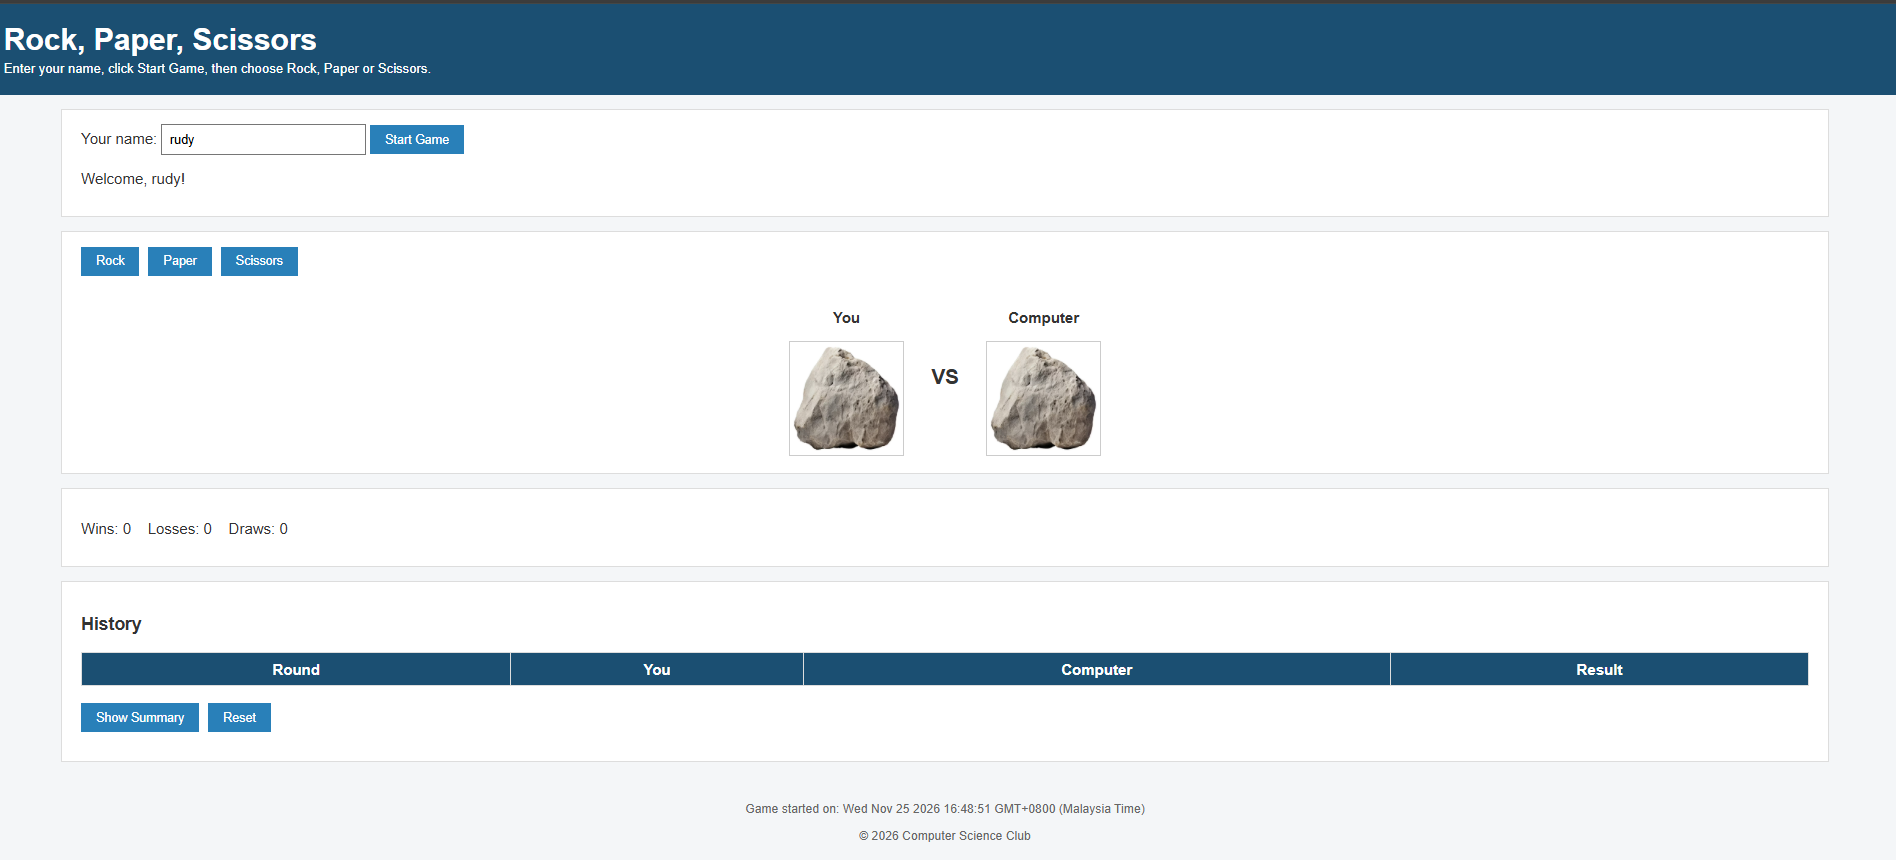 Rock, Paper, Scissors
Enter your name, click Start Game, then choose Rock, Paper or Scissors.
Your name: rudy Start Game
Welcome, rudy!
Rock Paper Scissors
You Computer
VS
Wins: 0 Losses: 0 Draws: 0
History
Round You Computer Result
Show Summary Reset
Game started on: Wed Nov 25 2026 16:48:51 GMT+0800 (Malaysia Time)
© 2026 Computer Science Club